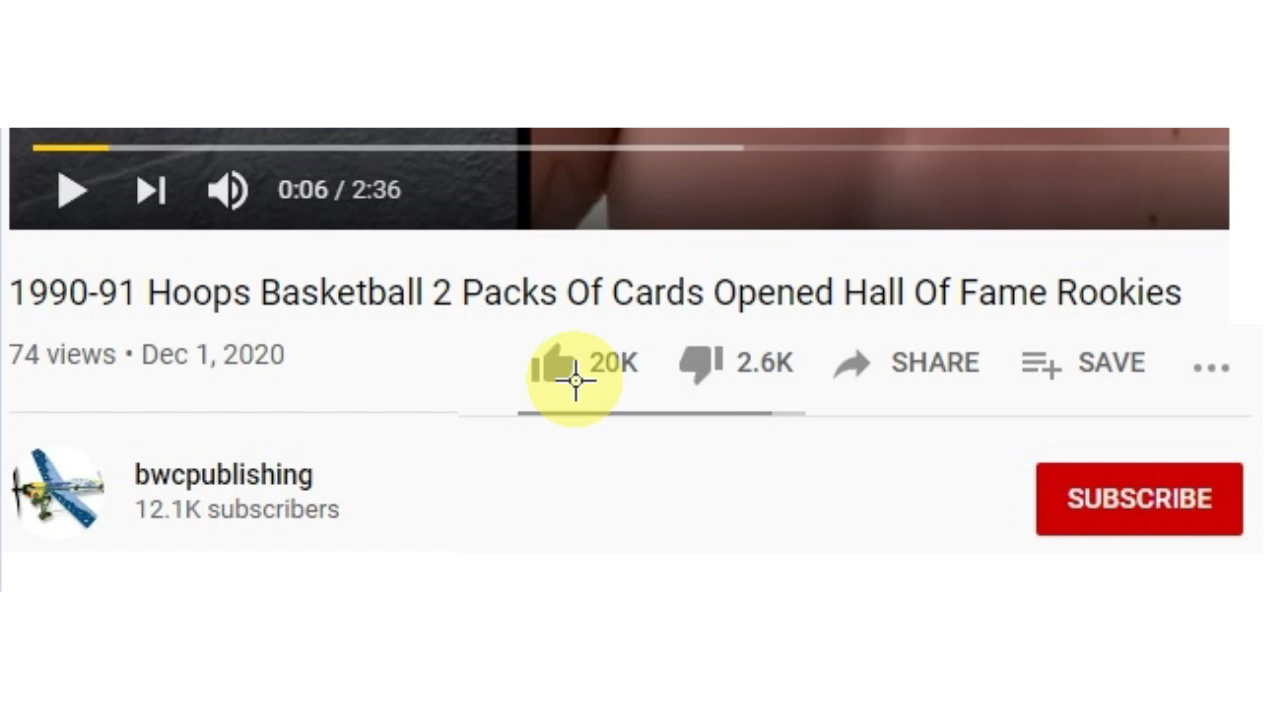 0:06 / 2:36
1990-91 Hoops Basketball 2 Packs Of Cards Opened Hall Of Fame Rookies
74 views • Dec 1, 2020 20K 2.6K SHARE SAVE
bwcpublishing
12.1K subscribers
SUBSCRIBE